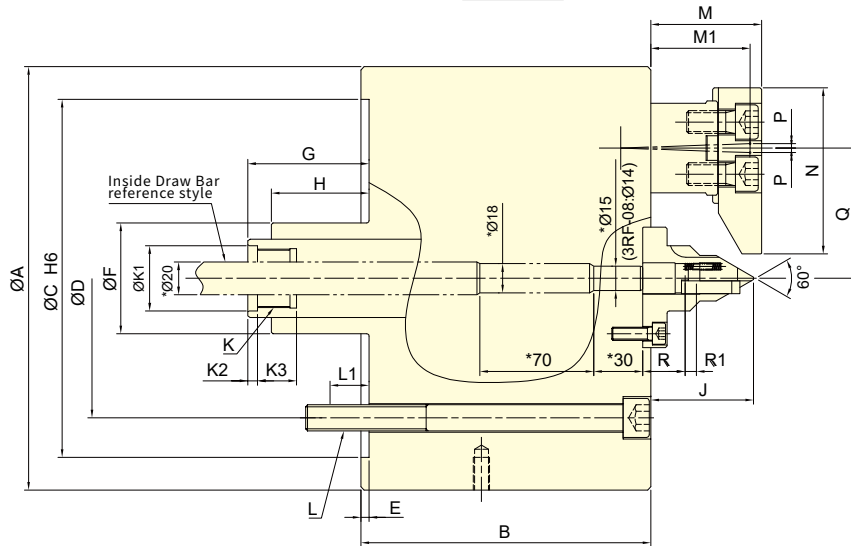 M
M1
G
H
Inside Draw Bar
reference style
P
P
N
Q
*Ø15
(3RF-08:Ø14)
*Ø18
60°
ØA
ØC H6
ØD
ØF
ØK1
*Ø20
K
K2
K3
L1
*70
*30
R
R1
J
L
E
B